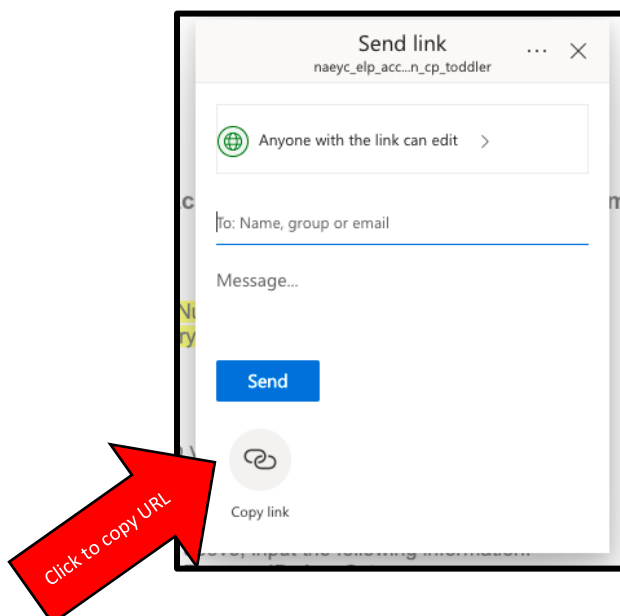 Send link
naeyc_elp_acc...n_cp_toddler
Anyone with the link can edit
To: Name, group or email
Message...
Send
Copy link
Click to copy URL